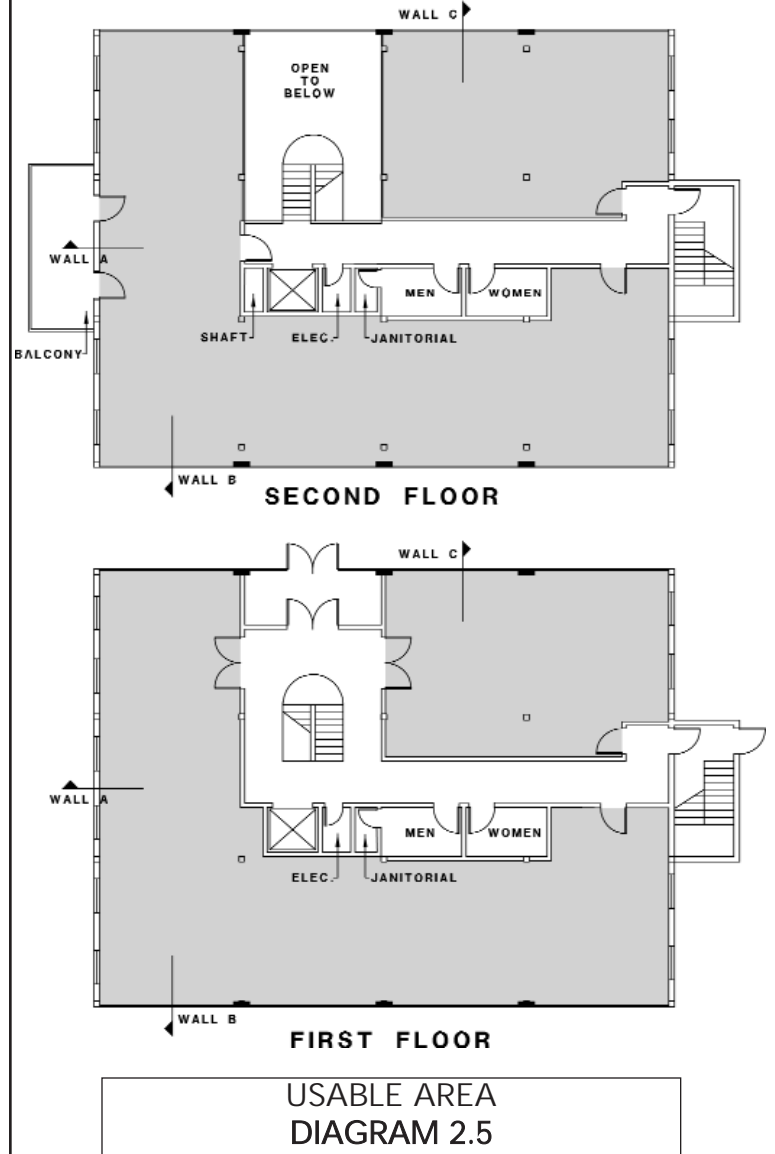 WALL C
OPEN
TO
BELOW
WALL A
MEN
WOMEN
SHAFT
ELEC.
JANITORIAL
BALCONY
WALL B
SECOND FLOOR
WALL C
WALL A
MEN
WOMEN
ELEC.
JANITORIAL
WALL B
FIRST FLOOR
USABLE AREA
DIAGRAM 2.5